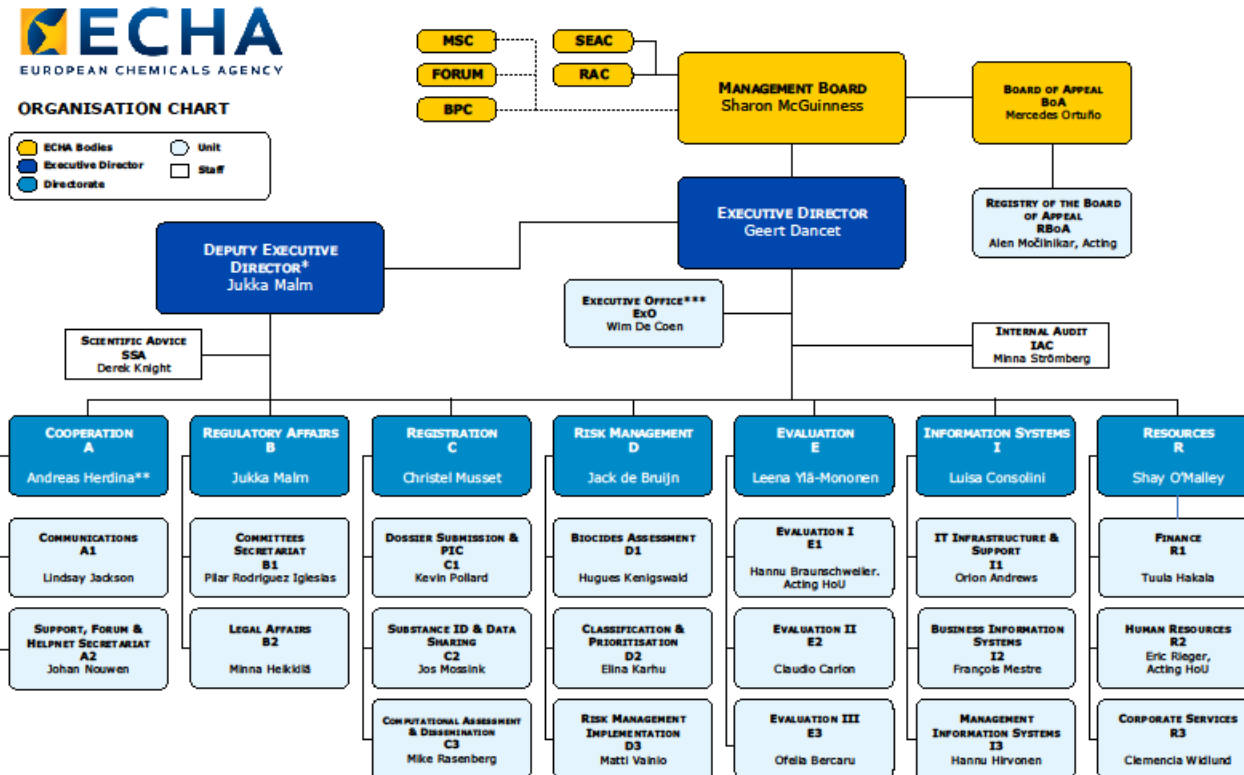 ECHA
EUROPEAN CHEMICALS AGENCY
ORGANISATION CHART
ECHA Bodies
Executive Director
Directorate
Unit
Staff
MSC
FORUM
BPC
SEAC
RAC
MANAGEMENT BOARD
Sharon McGuinness
BOARD OF APPEAL
BoA
Mercedes Ortuño
REGISTRY OF THE BOARD
OF APPEAL
RBoA
Alen Močilnikar, Acting
EXECUTIVE DIRECTOR
Geert Dancet
DEPUTY EXECUTIVE
DIRECTOR*
Jukka Malm
EXECUTIVE OFFICE***
ExO
Wim De Coen
SCIENTIFIC ADVICE
SSA
Derek Knight
INTERNAL AUDIT
IAC
Minna Strömberg
COOPERATION
A
Andreas Herdina**
REGULATORY AFFAIRS
B
Jukka Malm
REGISTRATION
C
Christel Musset
RISK MANAGEMENT
D
Jack de Bruijn
EVALUATION
E
Leena Ylä-Mononen
INFORMATION SYSTEMS
I
Luisa Consolini
RESOURCES
R
Shay O'Malley
COMMUNICATIONS
A1
Lindsay Jackson
COMMITTEES
SECRETARIAT
B1
Pilar Rodríguez Iglesias
DOSSIER SUBMISSION &
PIC
C1
Kevin Pollard
BIOCIDES ASSESSMENT
D1
Hugues Kenigswald
EVALUATION I
E1
Hannu Braunschweiler.
Acting HoU
IT INFRASTRUCTURE &
SUPPORT
I1
Orion Andrews
FINANCE
R1
Tuula Hakala
SUPPORT, FORUM &
HELPNET SECRETARIAT
A2
Johan Nouwen
LEGAL AFFAIRS
B2
Minna Heikkilä
SUBSTANCE ID & DATA
SHARING
C2
Jos Mossink
CLASSIFICATION &
PRIORITISATION
D2
Elina Karhu
EVALUATION II
E2
Claudio Carlon
BUSINESS INFORMATION
SYSTEMS
I2
François Mestre
HUMAN RESOURCES
R2
Eric Rieger,
Acting HoU
COMPUTATIONAL ASSESSMENT
& DISSEMINATION
C3
Mike Rasenberg
RISK MANAGEMENT
IMPLEMENTATION
D3
Matti Vainio
EVALUATION III
E3
Ofelia Bercaru
MANAGEMENT
INFORMATION SYSTEMS
I3
Hannu Hirvonen
CORPORATE SERVICES
R3
Clemencia Widlund